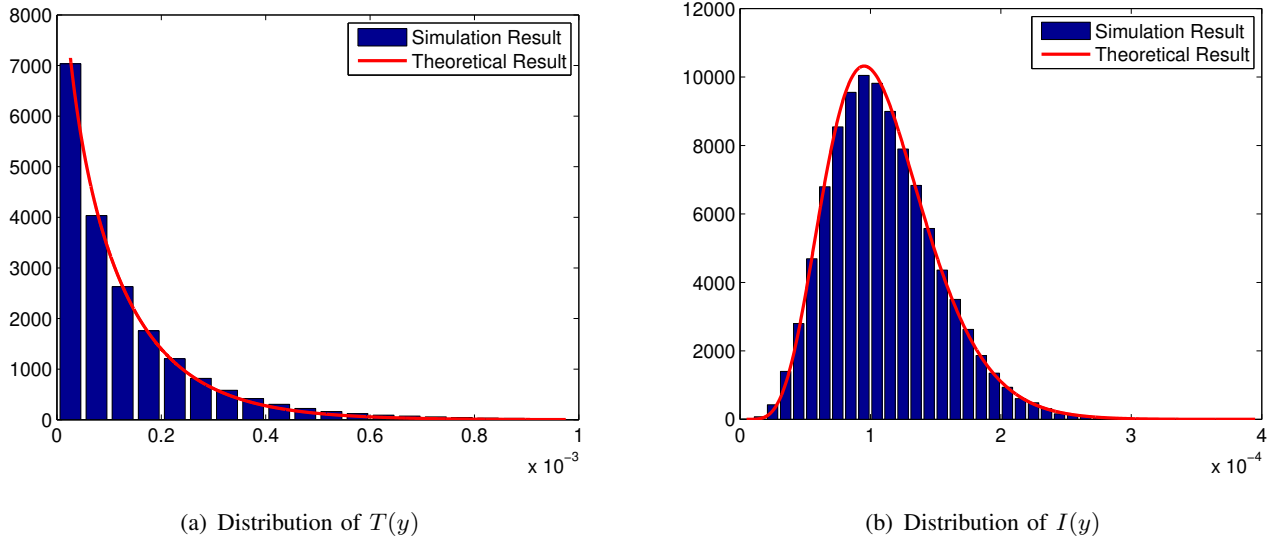 8000
7000
6000
5000
4000
3000
2000
1000
0
0 0.2 0.4 0.6 0.8 1
x 10⁻³
Simulation Result
Theoretical Result
(a) Distribution of T(y)
12000
10000
8000
6000
4000
2000
0
0 1 2 3 4
x 10⁻⁴
Simulation Result
Theoretical Result
(b) Distribution of I(y)